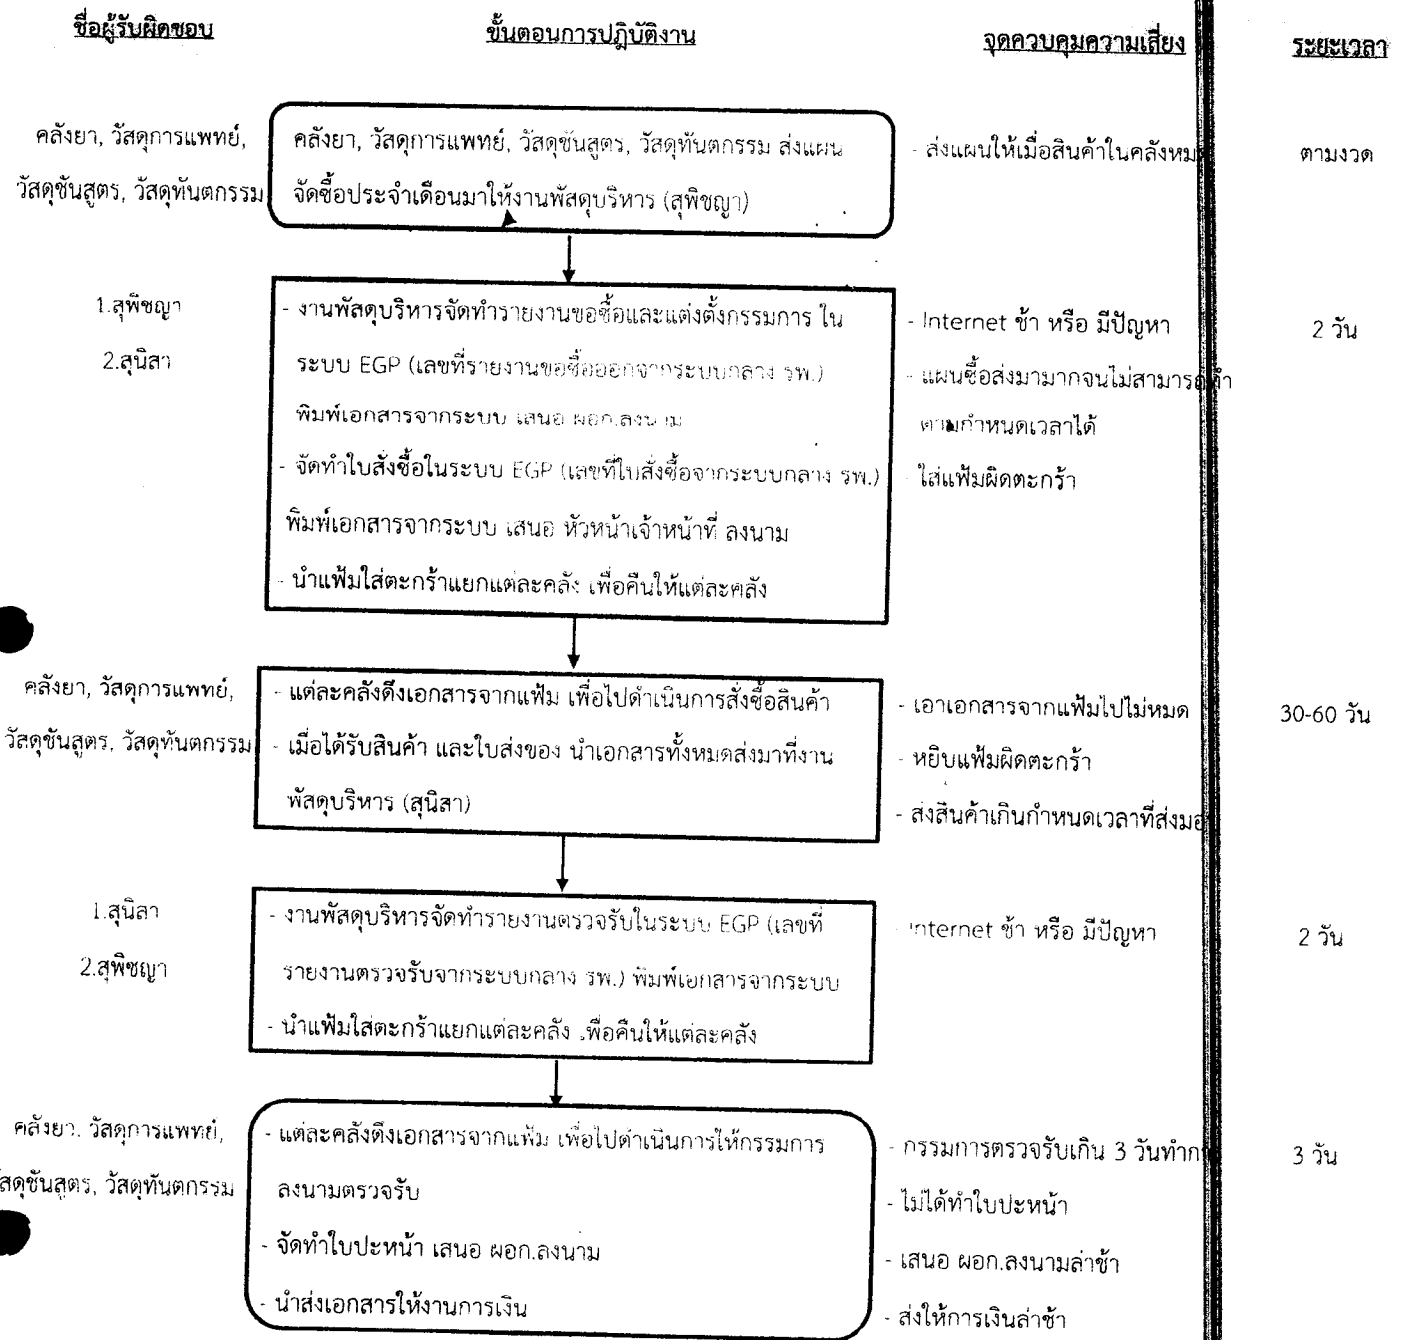 ชื่อผู้รับผิดชอบ
ขั้นตอนการปฏิบัติงาน
จุดควบคุมความเสี่ยง
ระยะเวลา
คลังยา, วัสดุการแพทย์,
วัสดุชันสูตร, วัสดุทันตกรรม
คลังยา, วัสดุการแพทย์, วัสดุชันสูตร, วัสดุทันตกรรม ส่งแผน
จัดซื้อประจำเดือนมาให้งานพัสดุบริหาร (สุพิชญา)
- ส่งแผนให้เมื่อสินค้าในคลังหม
ตามงวด
1.สุพิชญา
2.สุนิสา
- งานพัสดุบริหารจัดทำรายงานขอซื้อและแต่งตั้งกรรมการ ใน
ระบบ EGP (เลขที่รายงานขอซื้อออกจากระบบกลาง รพ.)
พิมพ์เอกสารจากระบบ เสนอ ผอก.ลงนาม
- จัดทำใบสั่งซื้อในระบบ EGP (เลขที่ใบสั่งซื้อจากระบบกลาง รพ.)
พิมพ์เอกสารจากระบบ เสนอ หัวหน้าเจ้าหน้าที่ ลงนาม
- นำแฟ้มใส่ตะกร้าแยกแต่ละคลัง เพื่อคืนให้แต่ละคลัง
- Internet ช้า หรือ มีปัญหา
- แผนซื้อส่งมามากจนไม่สามารถทำ
ตามกำหนดเวลาได้
- ใส่แฟ้มผิดตะกร้า
2 วัน
คลังยา, วัสดุการแพทย์,
วัสดุชันสูตร, วัสดุทันตกรรม
- แต่ละคลังดึงเอกสารจากแฟ้ม เพื่อไปดำเนินการสั่งซื้อสินค้า
- เมื่อได้รับสินค้า และใบส่งของ นำเอกสารทั้งหมดส่งมาที่งาน
พัสดุบริหาร (สุนิสา)
- เอาเอกสารจากแฟ้มไปไม่หมด
- หยิบแฟ้มผิดตะกร้า
- ส่งสินค้าเกินกำหนดเวลาที่ส่งมอ
30-60 วัน
1.สุนิสา
2.สุพิชญา
- งานพัสดุบริหารจัดทำรายงานตรวจรับในระบบ EGP (เลขที่
รายงานตรวจรับจากระบบกลาง รพ.) พิมพ์เอกสารจากระบบ
- นำแฟ้มใส่ตะกร้าแยกแต่ละคลัง เพื่อคืนให้แต่ละคลัง
- Internet ช้า หรือ มีปัญหา
2 วัน
คลังยา, วัสดุการแพทย์,
สดุชันสูตร, วัสดุทันตกรรม
- แต่ละคลังดึงเอกสารจากแฟ้ม เพื่อไปดำเนินการให้กรรมการ
ลงนามตรวจรับ
- จัดทำใบปะหน้า เสนอ ผอก.ลงนาม
- นำส่งเอกสารให้งานการเงิน
- กรรมการตรวจรับเกิน 3 วันทำก
- ไม่ได้ทำใบปะหน้า
- เสนอ ผอก.ลงนามล่าช้า
- ส่งให้การเงินล่าช้า
3 วัน